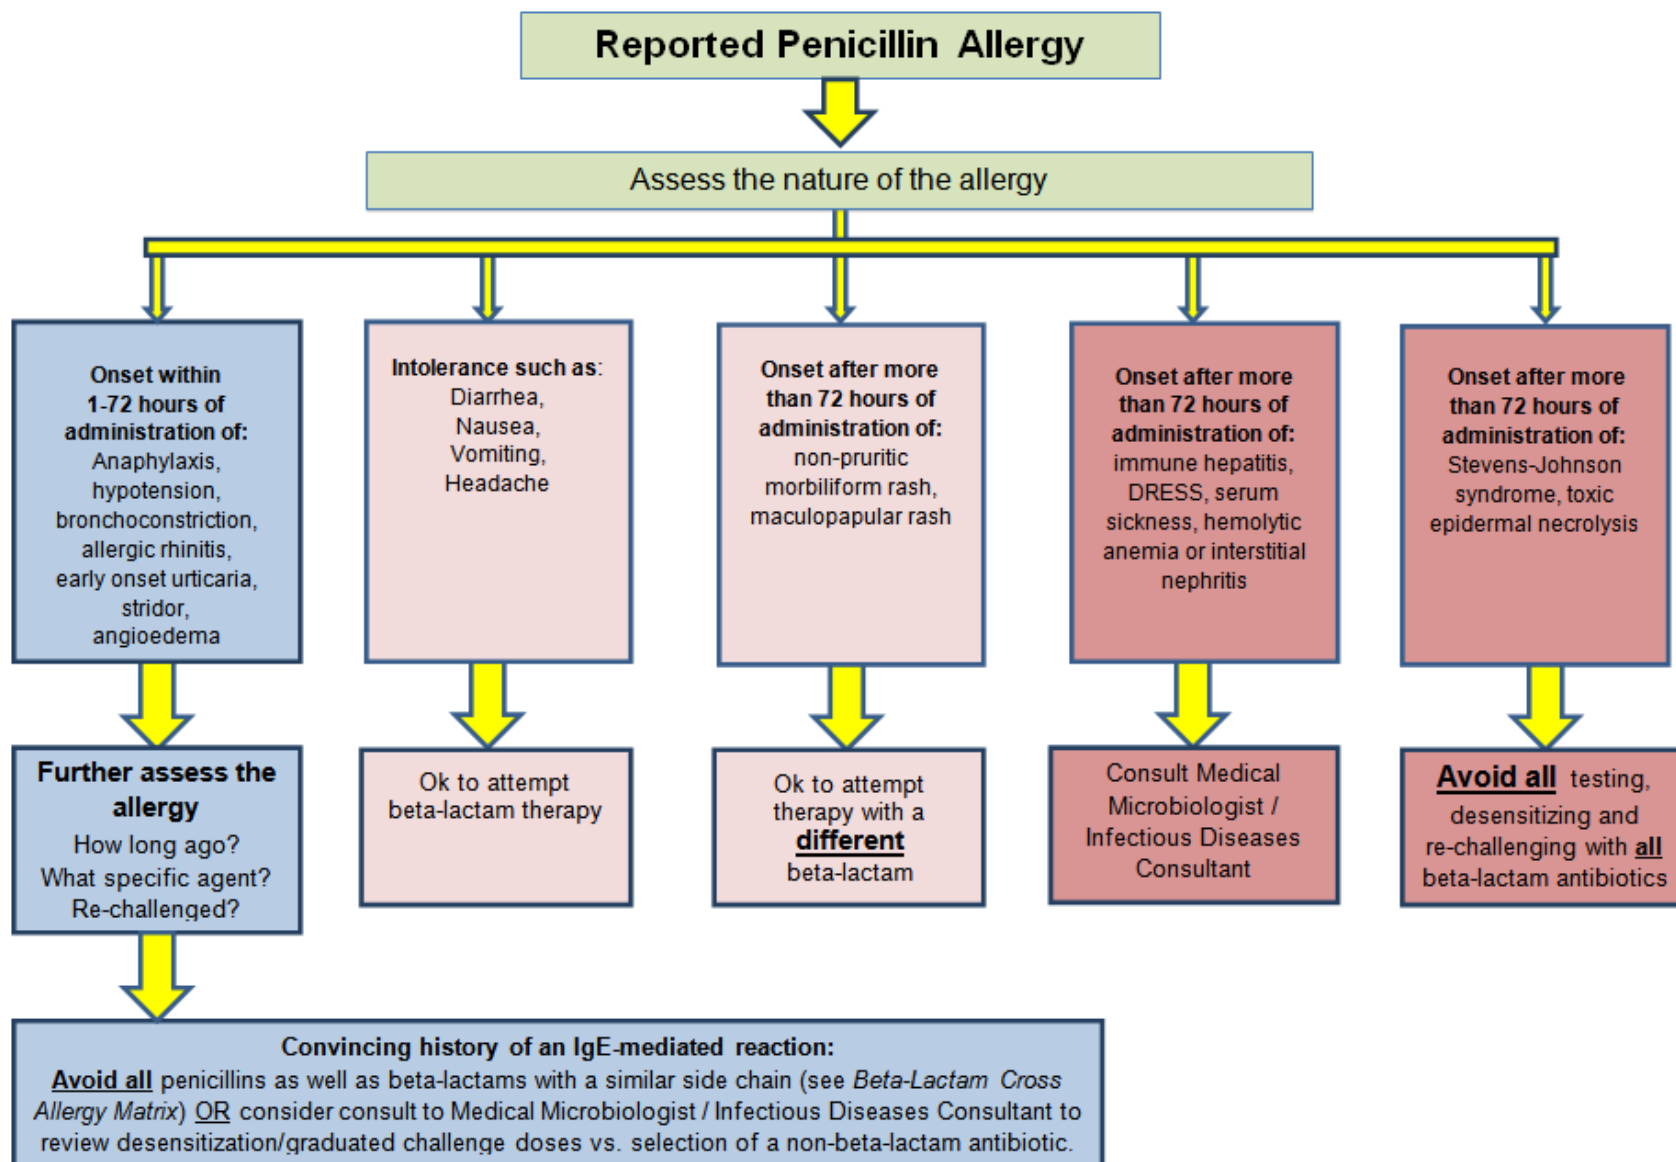 Reported Penicillin Allergy
Assess the nature of the allergy
Onset within
1-72 hours of
administration of:
Anaphylaxis,
hypotension,
bronchoconstriction,
allergic rhinitis,
early onset urticaria,
stridor,
angioedema
Intolerance such as:
Diarrhea,
Nausea,
Vomiting,
Headache
Onset after more
than 72 hours of
administration of:
non-pruritic
morbiliform rash,
maculopapular rash
Onset after more
than 72 hours of
administration of:
immune hepatitis,
DRESS, serum
sickness, hemolytic
anemia or interstitial
nephritis
Onset after more
than 72 hours of
administration of:
Stevens-Johnson
syndrome, toxic
epidermal necrolysis
Further assess the
allergy
How long ago?
What specific agent?
Re-challenged?
Ok to attempt
beta-lactam therapy
Ok to attempt
therapy with a
different
beta-lactam
Consult Medical
Microbiologist /
Infectious Diseases
Consultant
Avoid all testing,
desensitizing and
re-challenging with all
beta-lactam antibiotics
Convincing history of an IgE-mediated reaction:
Avoid all penicillins as well as beta-lactams with a similar side chain (see Beta-Lactam Cross
Allergy Matrix) OR consider consult to Medical Microbiologist / Infectious Diseases Consultant to
review desensitization/graduated challenge doses vs. selection of a non-beta-lactam antibiotic.